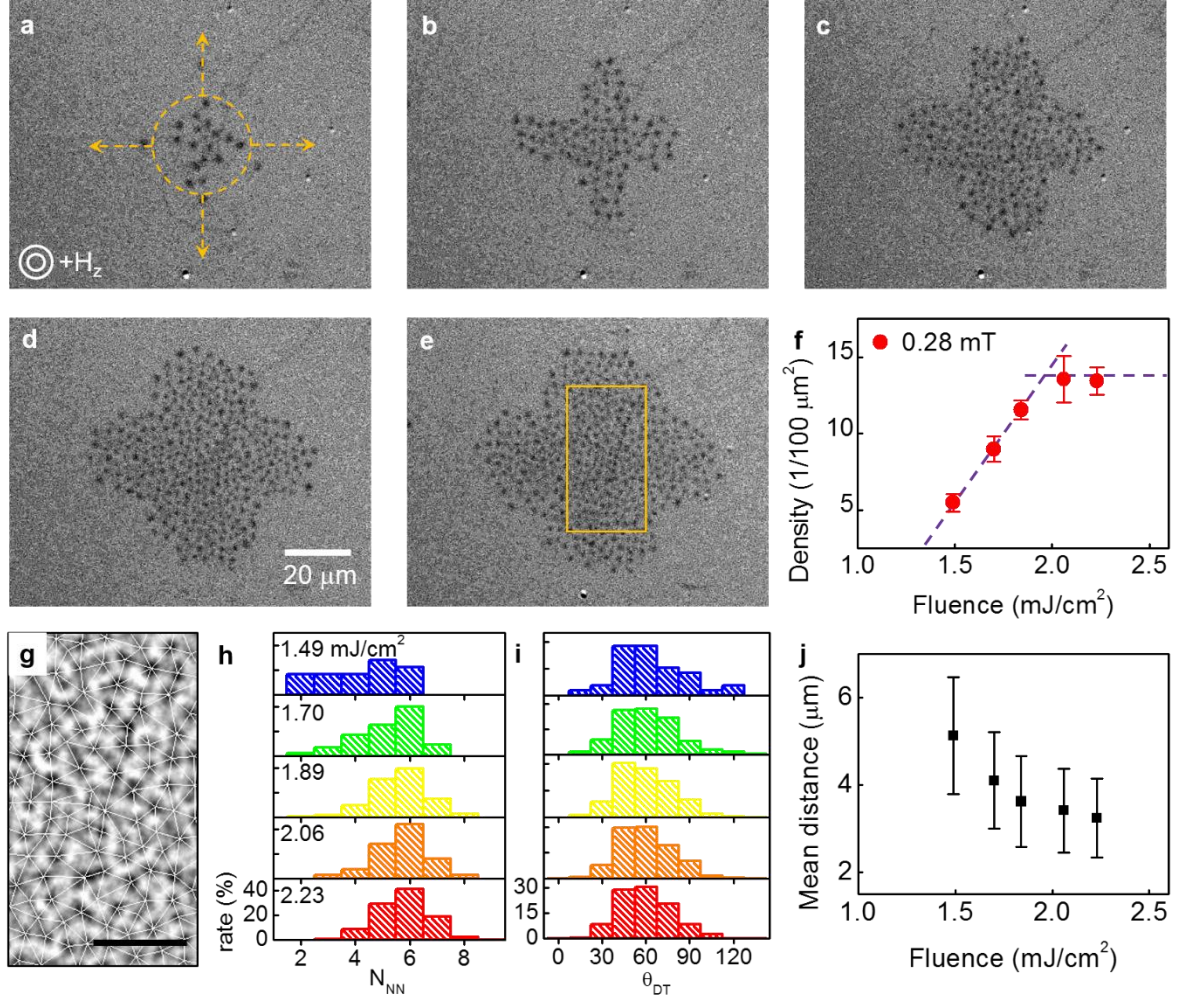 a
+Hz
b
c
d
20 μm
e
f
0.28 mT
15
10
5
Density (1/100 μm²)
1.0
1.5
2.0
2.5
Fluence (mJ/cm²)
g
h
1.49 mJ/cm²
1.70
1.89
2.06
2.23
40
20
0
rate (%)
2
4
6
8
N_NN
i
30
15
0
0
30
60
90
120
θ_DT
j
6
4
2
Mean distance (μm)
1.0
1.5
2.0
2.5
Fluence (mJ/cm²)